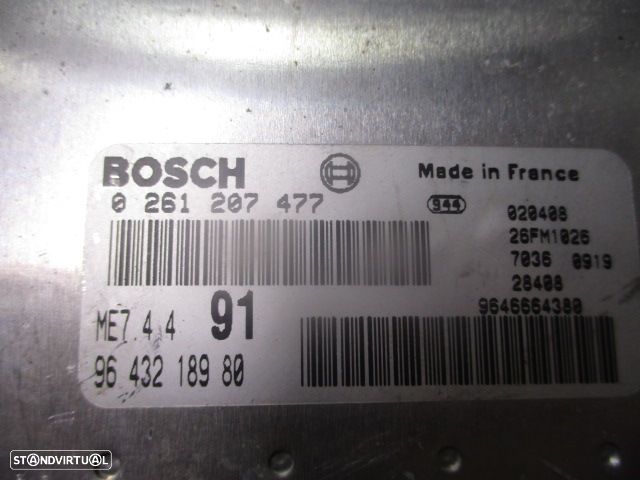 BOSCH
Made in France
0 261 207 477
944
020408
26FM1026
7036 0919
28408
9646664380
ME7.4.4 91
96 432 189 80
STANDVIRTUAL